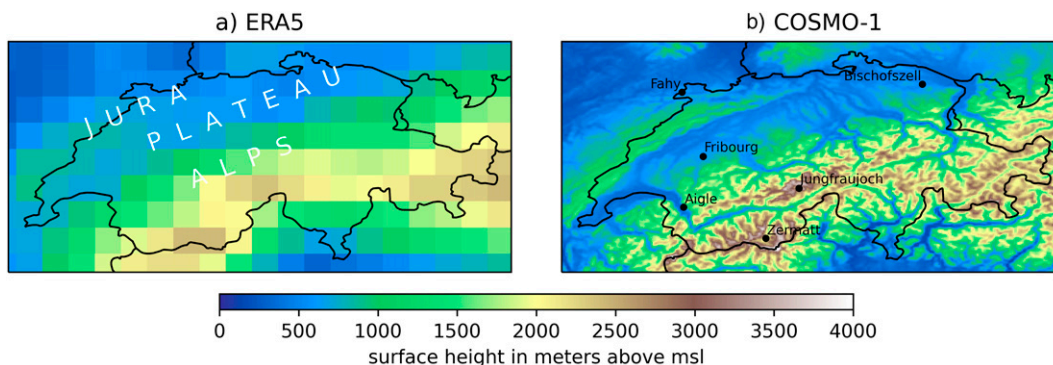 a) ERA5
b) COSMO-1
JURA
PLATEAU
ALPS
Fahy
Bischofszell
Fribourg
Jungfraujoch
Aigle
Zermatt
0 500 1000 1500 2000 2500 3000 3500 4000
surface height in meters above msl